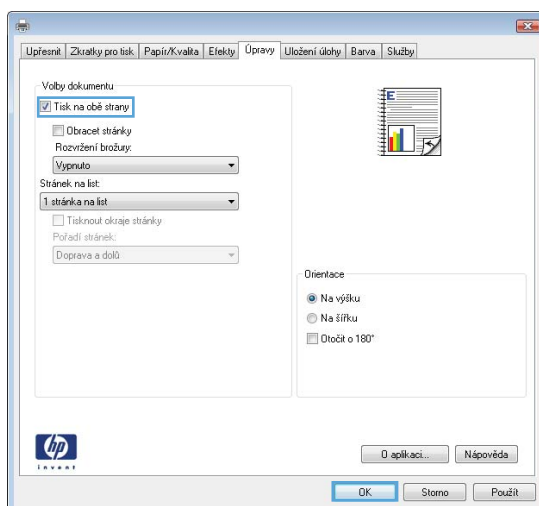 Upřesnit Zkratky pro tisk Papír/Kvalita Efekty Úpravy Uložení úlohy Barva Služby
Volby dokumentu
Tisk na obě strany
Obracet stránky
Rozvržení brožury:
Vypnuto
Stránek na list:
1 stránka na list
Tisknout okraje stránky
Pořadí stránek:
Doprava a dolů
E
Orientace
Na výšku
Na šířku
Otočit o 180°
hp
invent
O aplikaci... Nápověda
OK Storno Použít